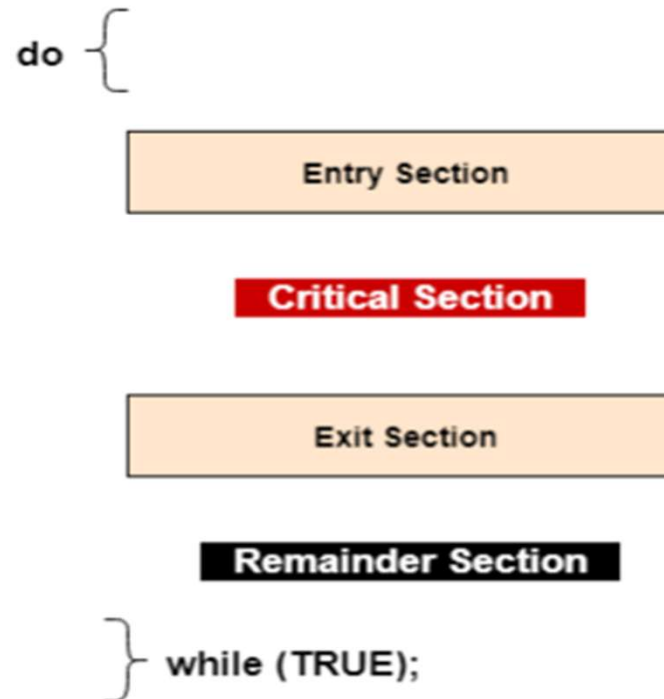 do {
Entry Section
Critical Section
Exit Section
Remainder Section
} while (TRUE);